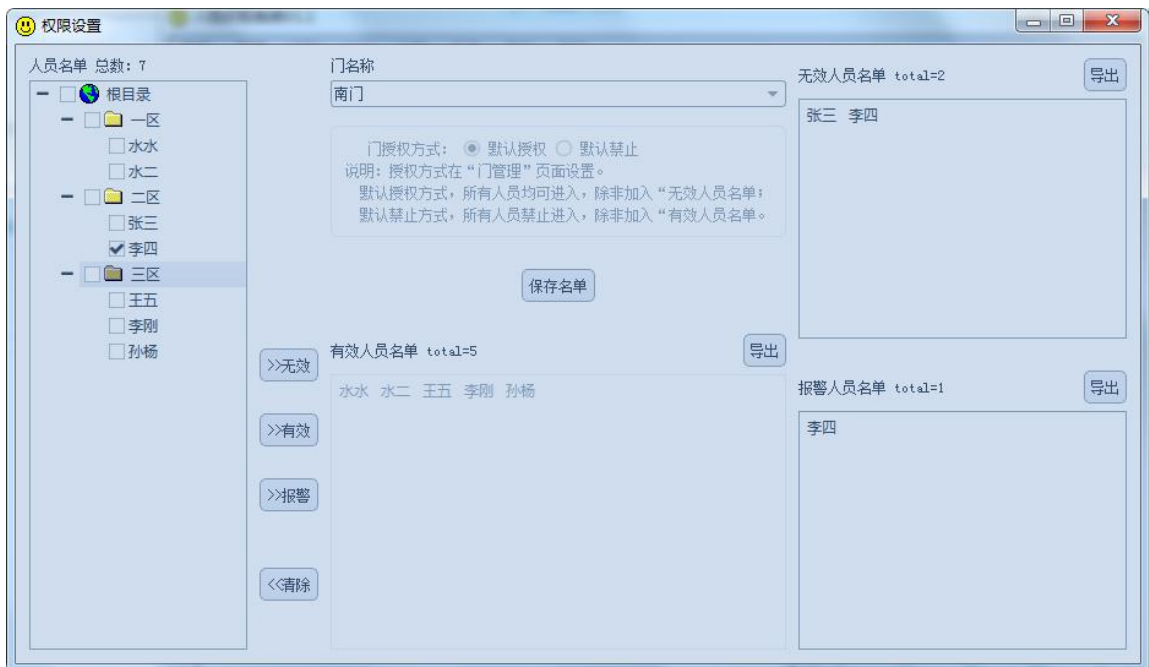 权限设置
人员名单 总数: 7
根目录
一区
水水
水二
二区
张三
李四
三区
王五
李刚
孙杨
>>无效
>>有效
>>报警
<<清除
门名称
南门
门授权方式: 默认授权 默认禁止
说明: 授权方式在“门管理”页面设置。
默认授权方式，所有人员均可进入，除非加入“无效人员名单；
默认禁止方式，所有人员禁止进入，除非加入“有效人员名单。
保存名单
有效人员名单 total=5 导出
水水 水二 王五 李刚 孙杨
无效人员名单 total=2 导出
张三 李四
报警人员名单 total=1 导出
李四